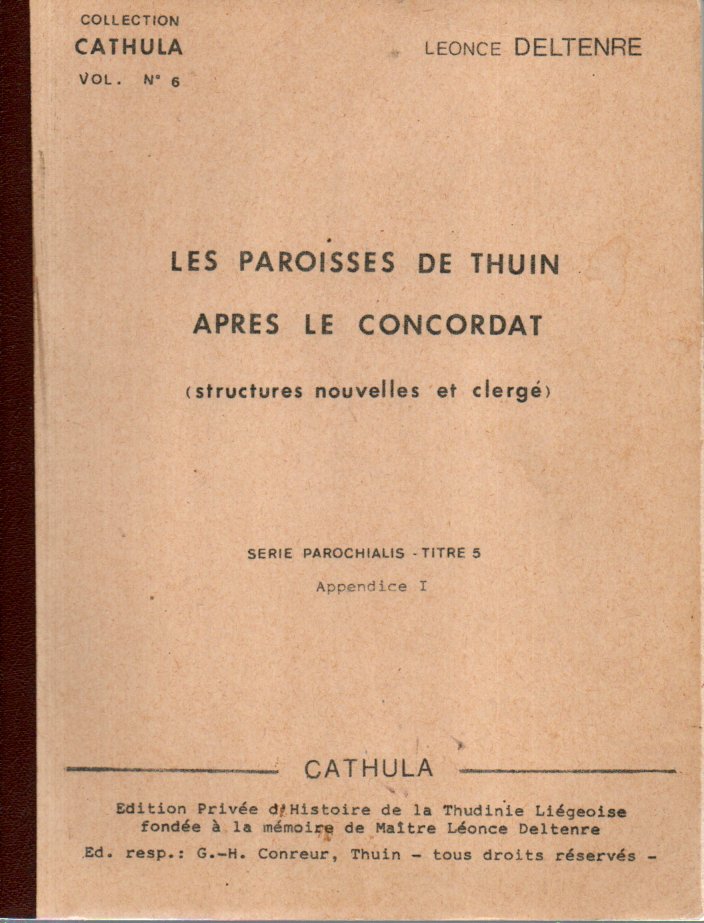 COLLECTION
CATHULA
VOL. N° 6
LEONCE DELTENRE
LES PAROISSES DE THUIN
APRES LE CONCORDAT
(structures nouvelles et clergé)
SERIE PAROCHIALIS - TITRE 5
Appendice I
CATHULA
Edition Privée d'Histoire de la Thudinie Liégeoise
fondée à la mémoire de Maître Léonce Deltenre
Ed. resp.: G.-H. Conreur, Thuin - tous droits réservés -